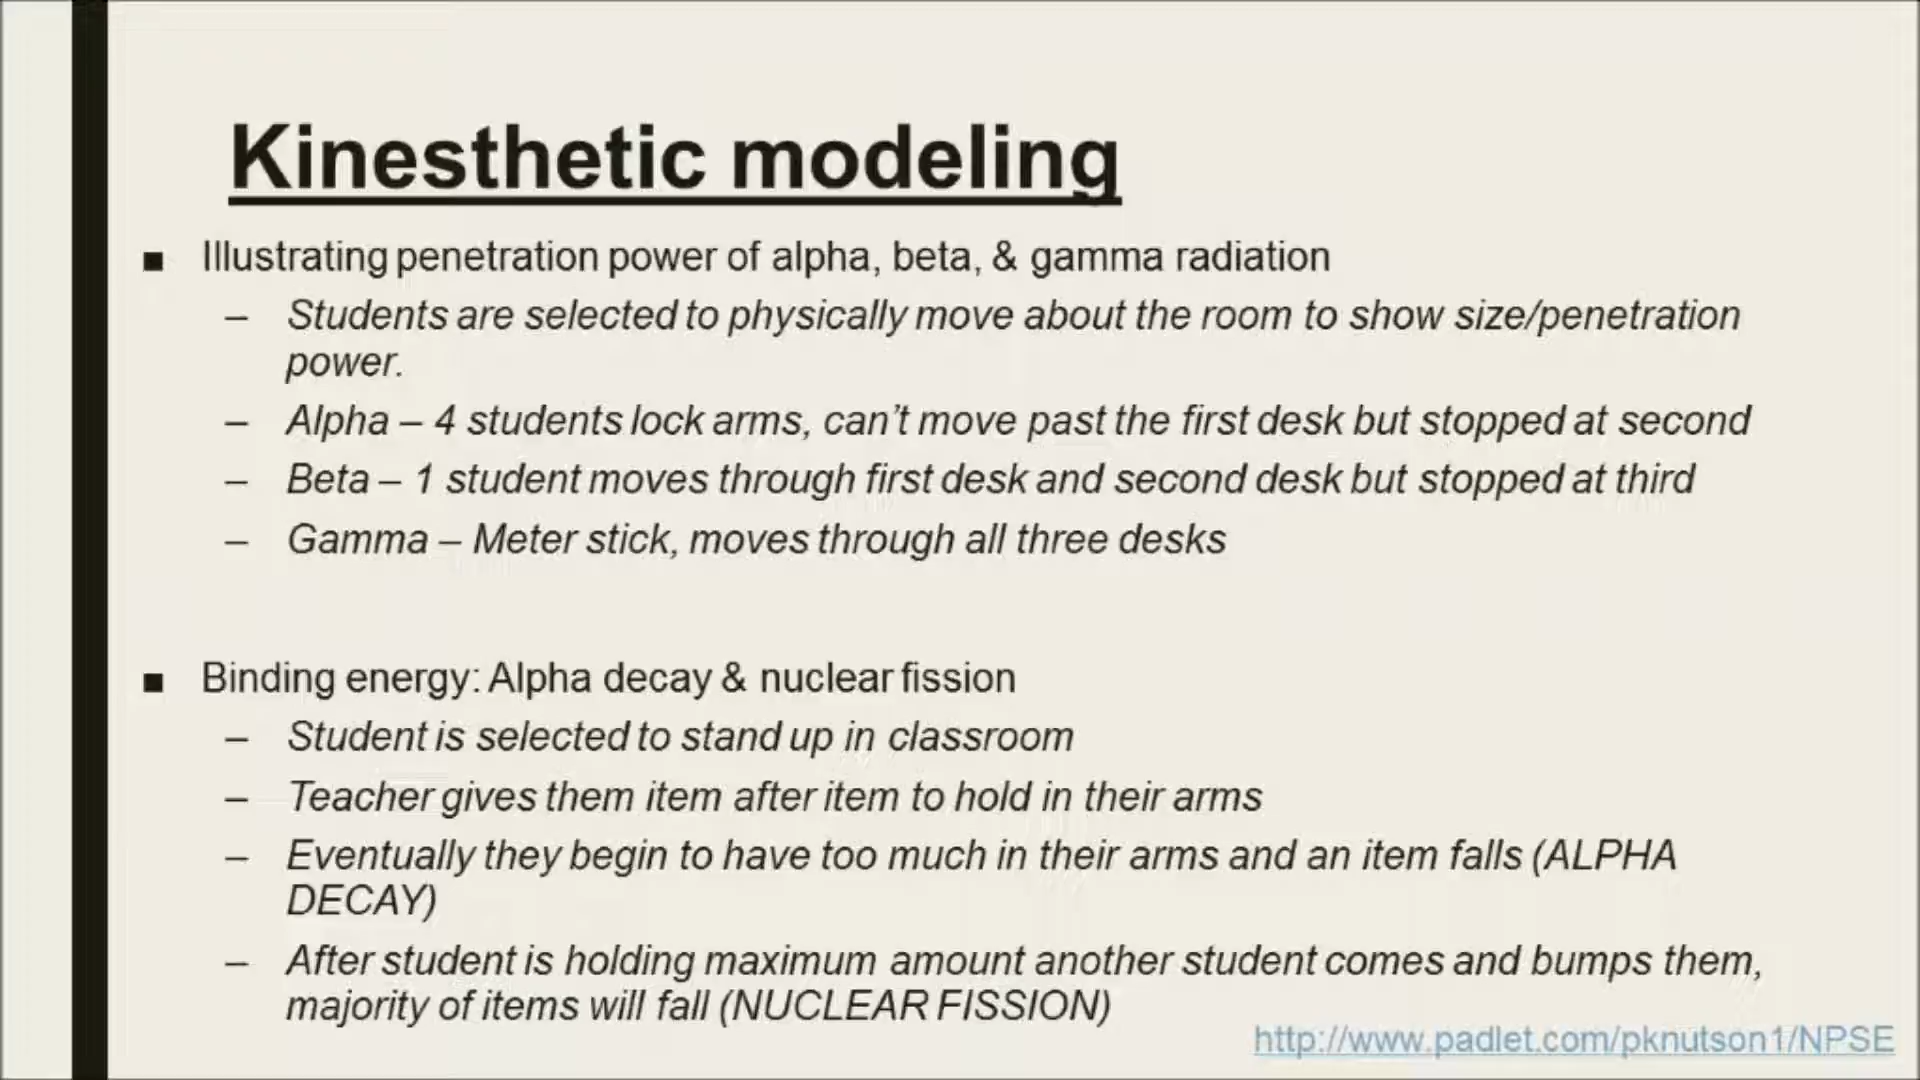 Kinesthetic modeling
■ Illustrating penetration power of alpha, beta, & gamma radiation
– Students are selected to physically move about the room to show size/penetration
power.
– Alpha – 4 students lock arms, can’t move past the first desk but stopped at second
– Beta – 1 student moves through first desk and second desk but stopped at third
– Gamma – Meter stick, moves through all three desks
■ Binding energy: Alpha decay & nuclear fission
– Student is selected to stand up in classroom
– Teacher gives them item after item to hold in their arms
– Eventually they begin to have too much in their arms and an item falls (ALPHA
DECAY)
– After student is holding maximum amount another student comes and bumps them,
majority of items will fall (NUCLEAR FISSION)
http://www.padlet.com/pknutson1/NPSE